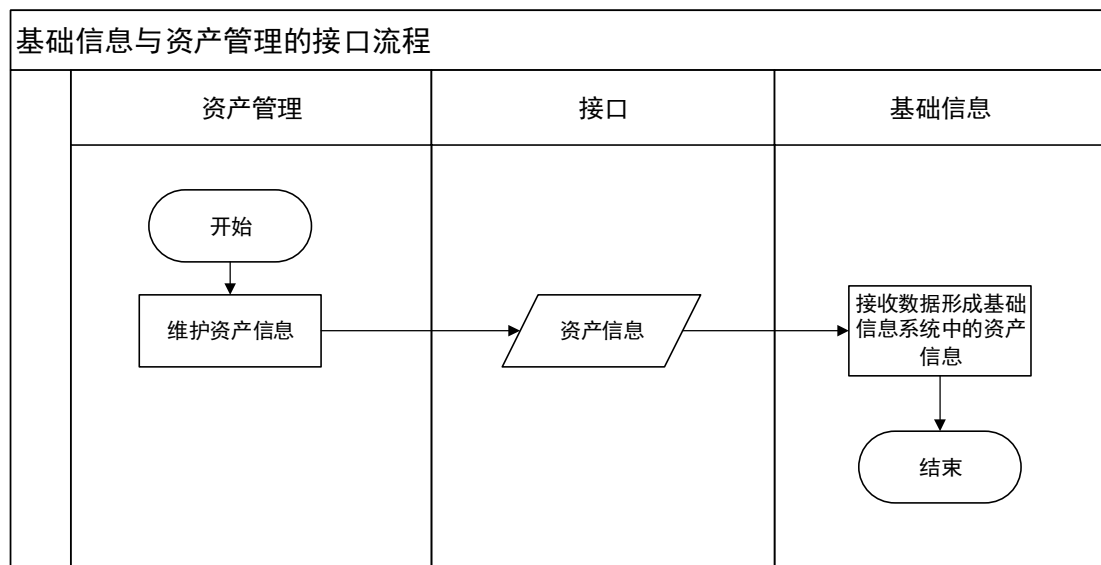 基础信息与资产管理的接口流程
资产管理
接口
基础信息
开始
维护资产信息
资产信息
接收数据形成基础
信息系统中的资产
信息
结束